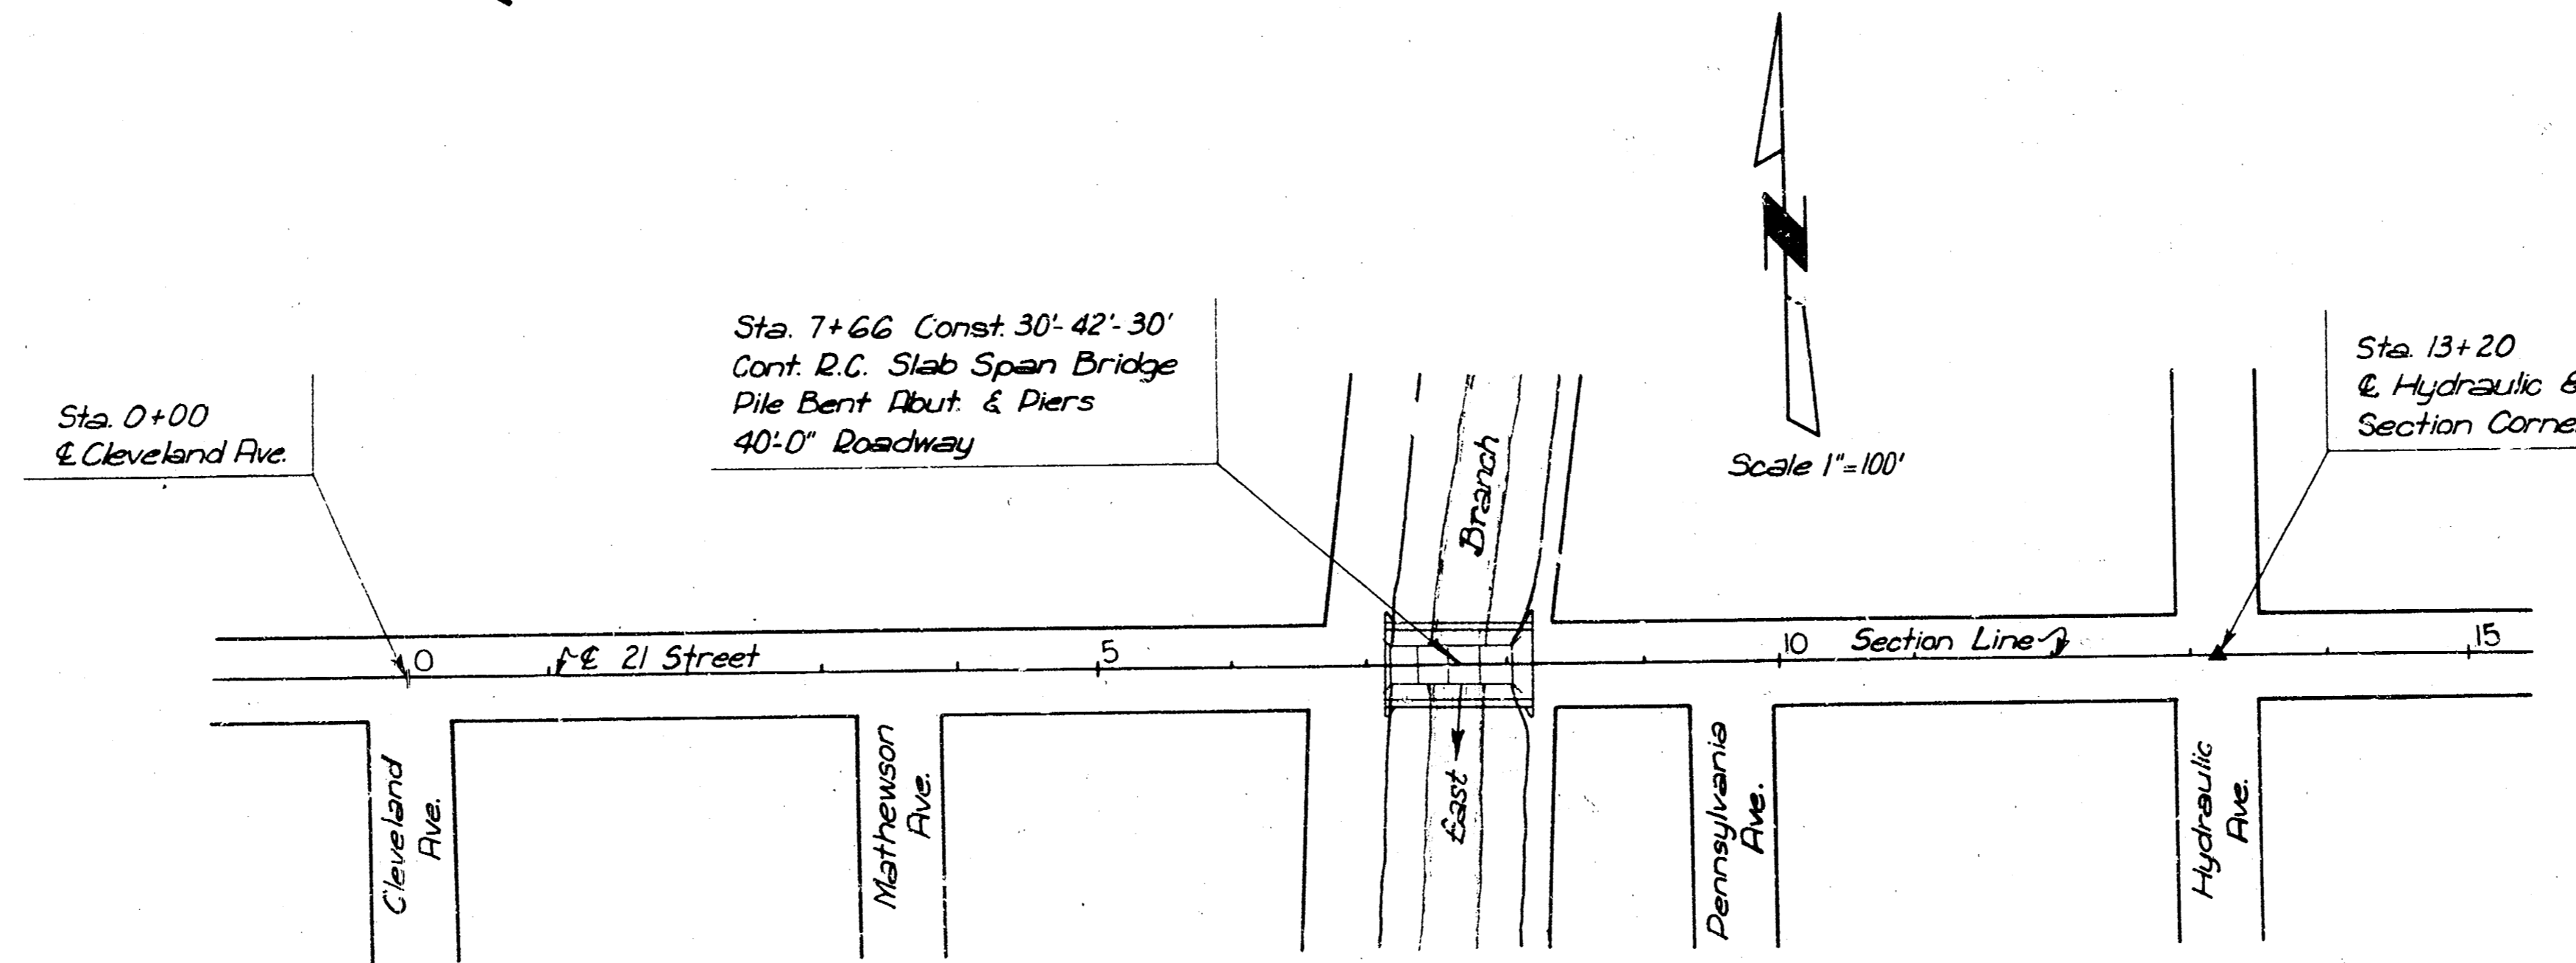 Sta. 0+00
℄ Cleveland Ave.
Sta. 7+66 Const. 30'-42'-30'
Cont. R.C. Slab Span Bridge
Pile Bent Abut. & Piers
40'-0" Roadway
N
Scale 1"=100'
Sta. 13+20
℄ Hydraulic &
Section Corne
Branch
0
℄ 21 Street
5
10
Section Line
15
Cleveland
Ave.
Mathewson
Ave.
East
Pennsylvania
Ave.
Hydraulic
Ave.